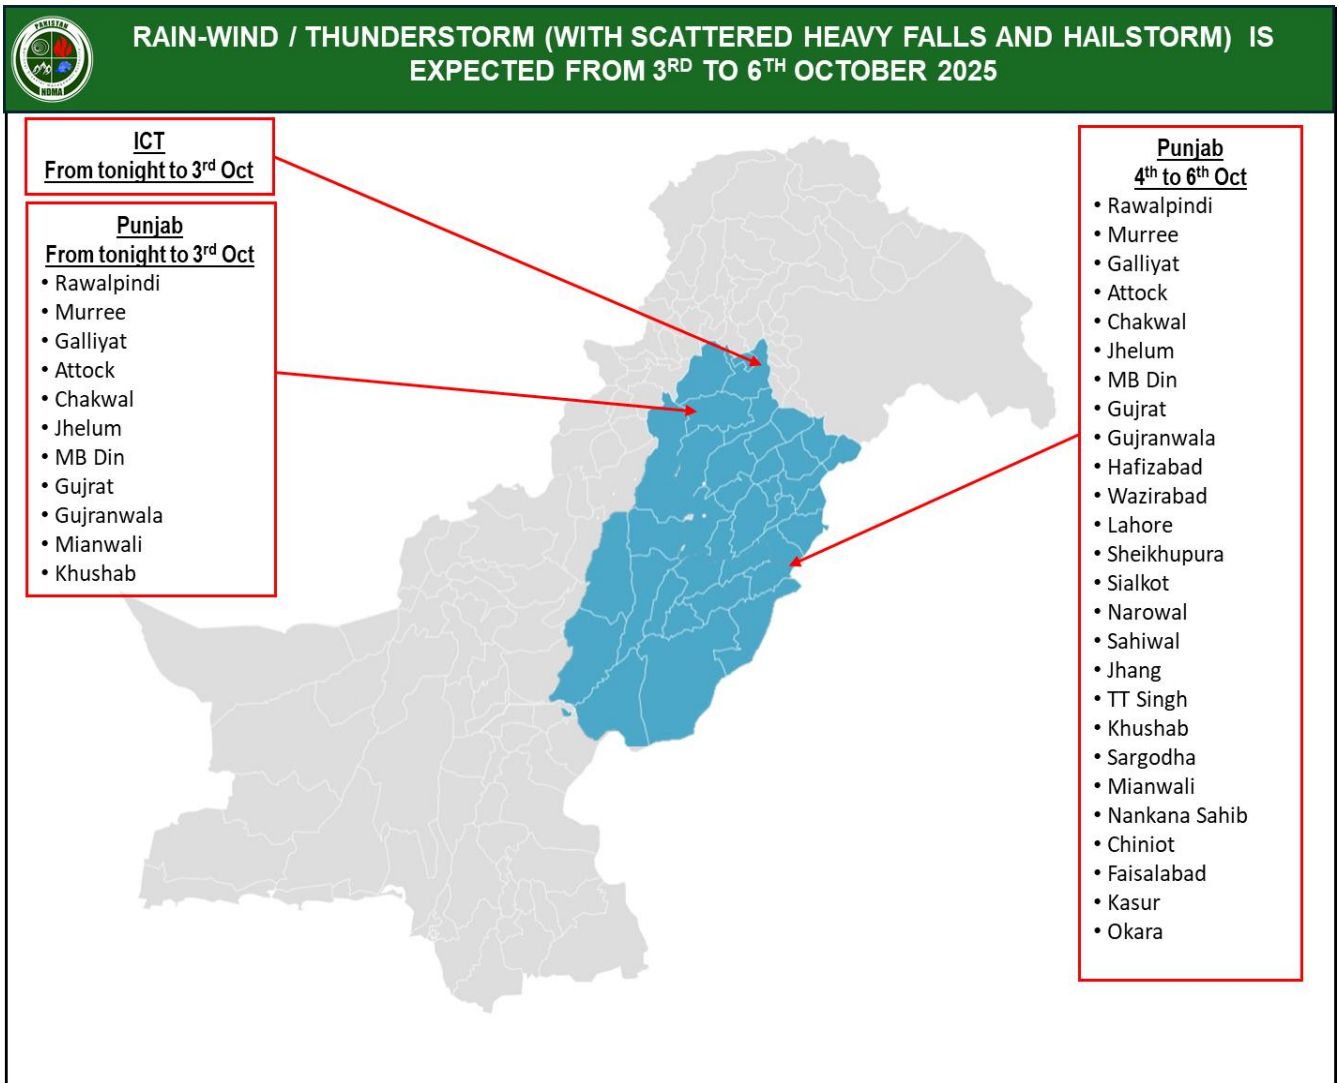 RAIN-WIND / THUNDERSTORM (WITH SCATTERED HEAVY FALLS AND HAILSTORM) IS
EXPECTED FROM 3RD TO 6TH OCTOBER 2025
PAKISTAN
NDMA
ICT
From tonight to 3rd Oct
Punjab
From tonight to 3rd Oct
• Rawalpindi
• Murree
• Galliyat
• Attock
• Chakwal
• Jhelum
• MB Din
• Gujrat
• Gujranwala
• Mianwali
• Khushab
Punjab
4th to 6th Oct
• Rawalpindi
• Murree
• Galliyat
• Attock
• Chakwal
• Jhelum
• MB Din
• Gujrat
• Gujranwala
• Hafizabad
• Wazirabad
• Lahore
• Sheikhupura
• Sialkot
• Narowal
• Sahiwal
• Jhang
• TT Singh
• Khushab
• Sargodha
• Mianwali
• Nankana Sahib
• Chiniot
• Faisalabad
• Kasur
• Okara